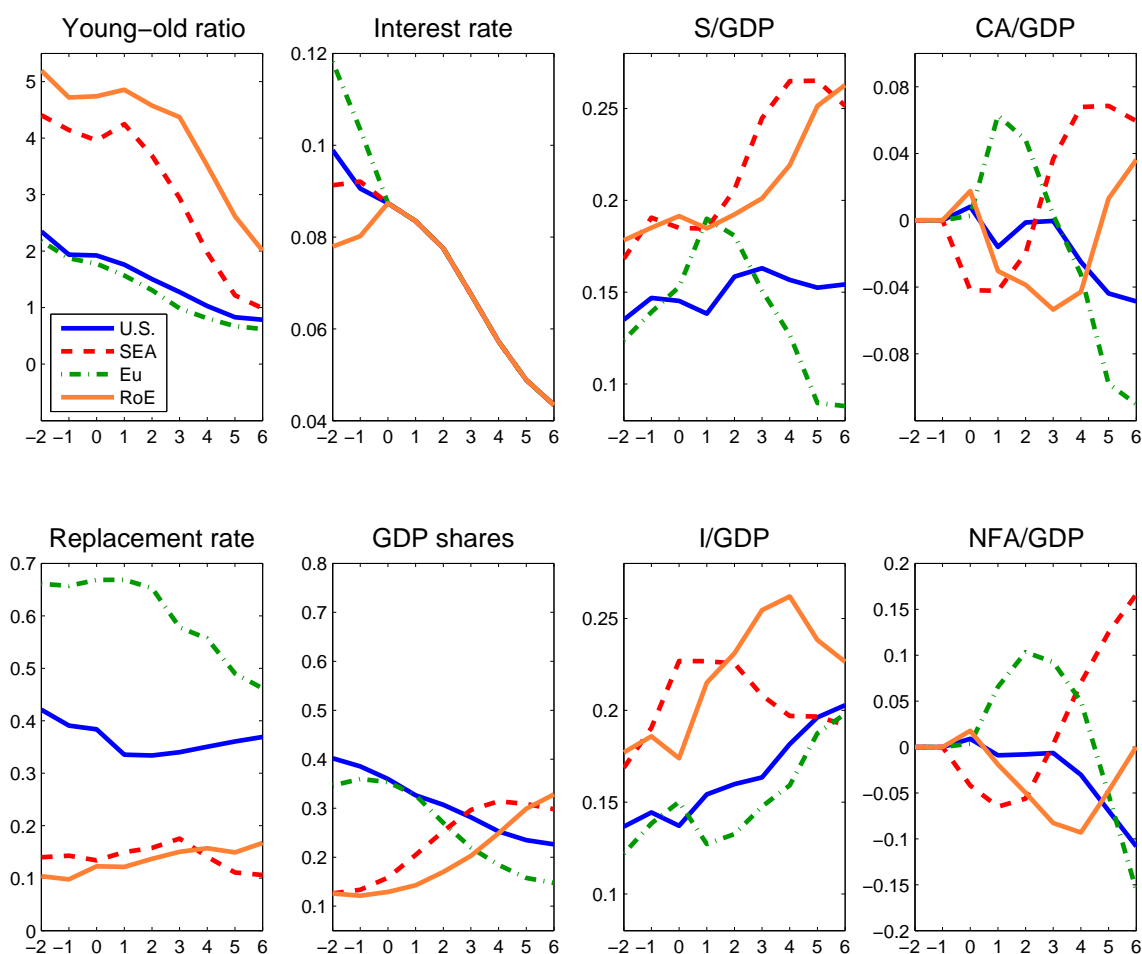 Young−old ratio
5
4
3
2
1
0
U.S.
SEA
Eu
RoE
−2 −1 0 1 2 3 4 5 6
Interest rate
0.12
0.1
0.08
0.06
0.04
−2 −1 0 1 2 3 4 5 6
S/GDP
0.25
0.2
0.15
0.1
−2 −1 0 1 2 3 4 5 6
CA/GDP
0.08
0.04
0
−0.04
−0.08
−2 −1 0 1 2 3 4 5 6
Replacement rate
0.7
0.6
0.5
0.4
0.3
0.2
0.1
0
−2 −1 0 1 2 3 4 5 6
GDP shares
0.8
0.7
0.6
0.5
0.4
0.3
0.2
0.1
−2 −1 0 1 2 3 4 5 6
I/GDP
0.25
0.2
0.15
0.1
−2 −1 0 1 2 3 4 5 6
NFA/GDP
0.2
0.15
0.1
0.05
0
−0.05
−0.1
−0.15
−0.2
−2 −1 0 1 2 3 4 5 6